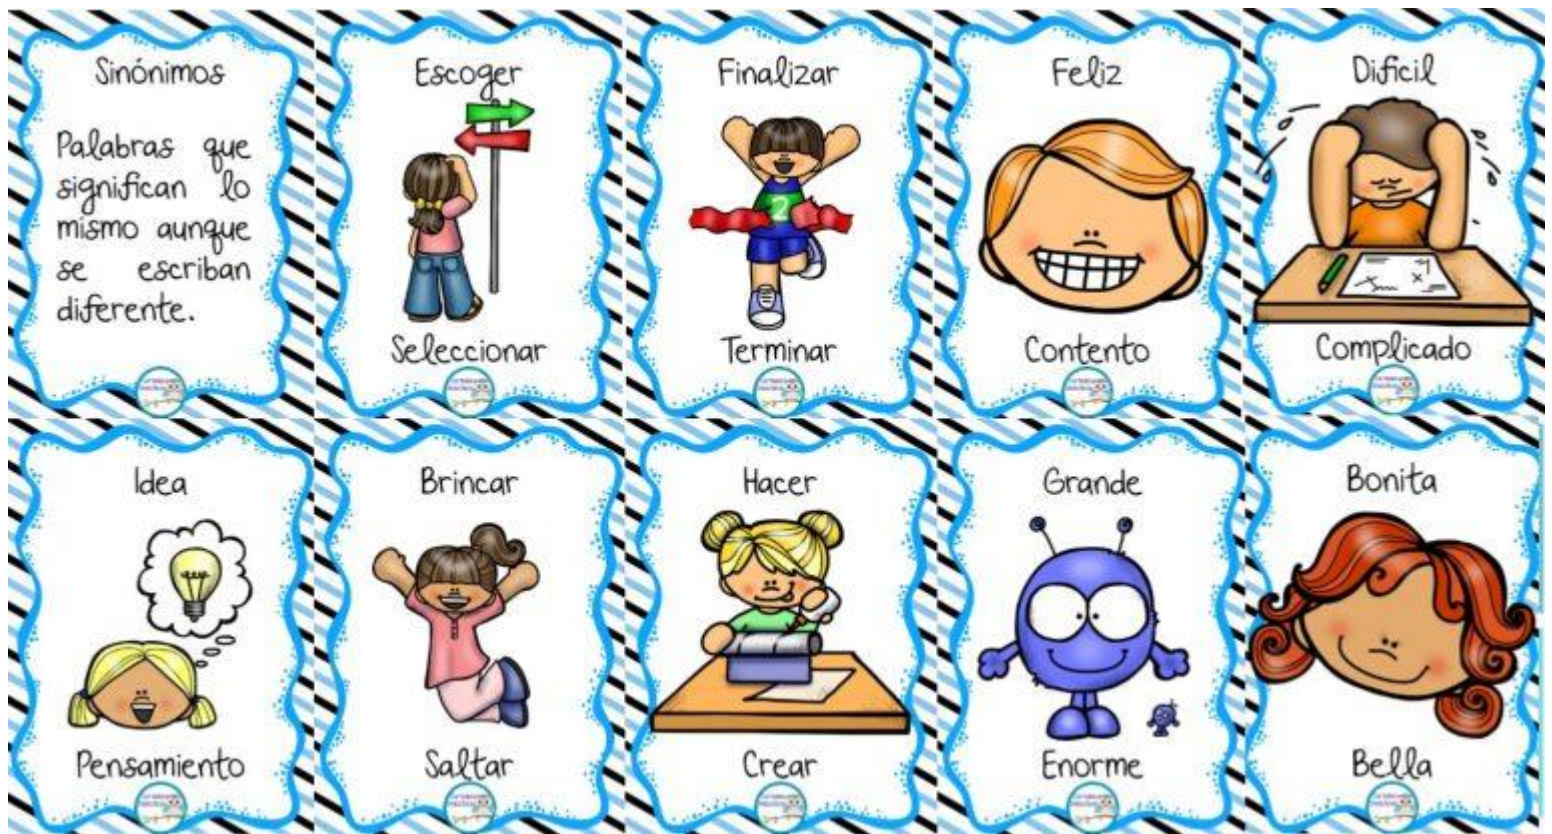 Sinónimos
Palabras que
significan lo
mismo aunque
se escriban
diferente.
Escoger
Seleccionar
Finalizar
2
Terminar
Feliz
Contento
Dificil
Complicado
Idea
Pensamiento
Brincar
Saltar
Hacer
Crear
Grande
Enorme
Bonita
Bella